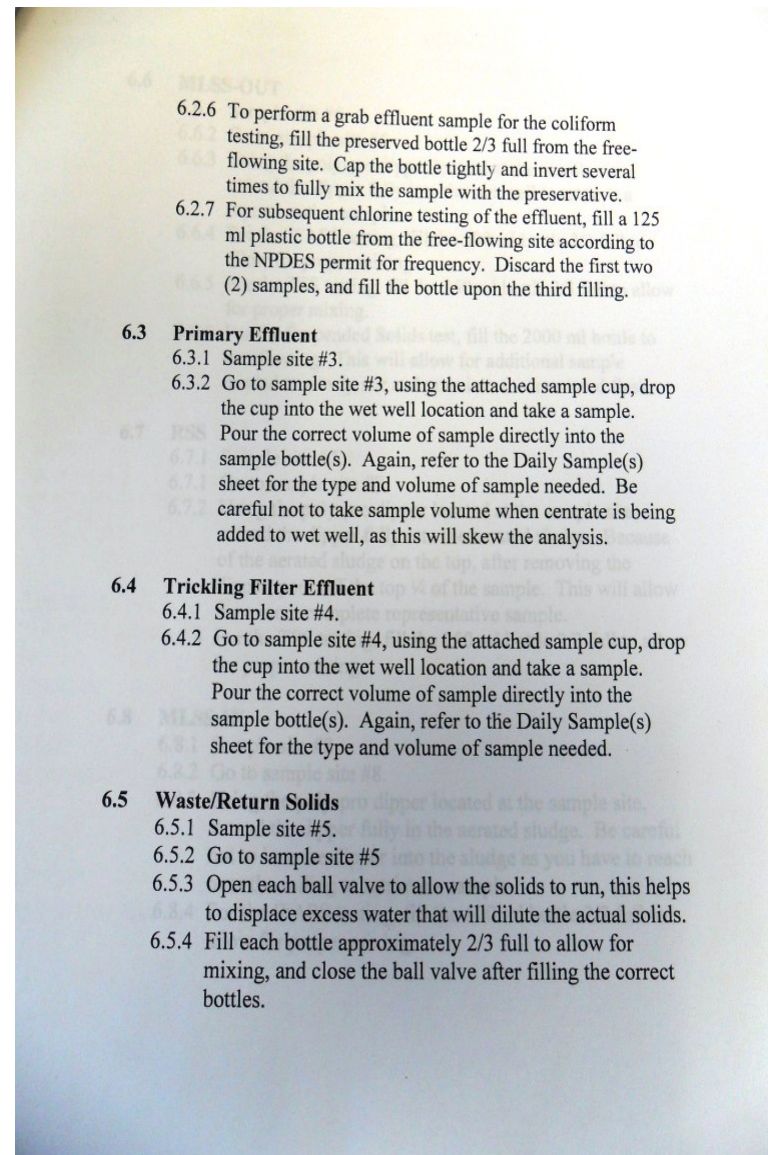 6.6 MLSS-OUT
6.2.6 To perform a grab effluent sample for the coliform
testing, fill the preserved bottle 2/3 full from the free-
flowing site. Cap the bottle tightly and invert several
times to fully mix the sample with the preservative.
6.2.7 For subsequent chlorine testing of the effluent, fill a 125
ml plastic bottle from the free-flowing site according to
the NPDES permit for frequency. Discard the first two
(2) samples, and fill the bottle upon the third filling.
6.3 Primary Effluent
6.3.1 Sample site #3.
6.3.2 Go to sample site #3, using the attached sample cup, drop
the cup into the wet well location and take a sample.
Pour the correct volume of sample directly into the
sample bottle(s). Again, refer to the Daily Sample(s)
sheet for the type and volume of sample needed. Be
careful not to take sample volume when centrate is being
added to wet well, as this will skew the analysis.
6.4 Trickling Filter Effluent
6.4.1 Sample site #4.
6.4.2 Go to sample site #4, using the attached sample cup, drop
the cup into the wet well location and take a sample.
Pour the correct volume of sample directly into the
sample bottle(s). Again, refer to the Daily Sample(s)
sheet for the type and volume of sample needed.
6.5 Waste/Return Solids
6.5.1 Sample site #5.
6.5.2 Go to sample site #5
6.5.3 Open each ball valve to allow the solids to run, this helps
to displace excess water that will dilute the actual solids.
6.5.4 Fill each bottle approximately 2/3 full to allow for
mixing, and close the ball valve after filling the correct
bottles.